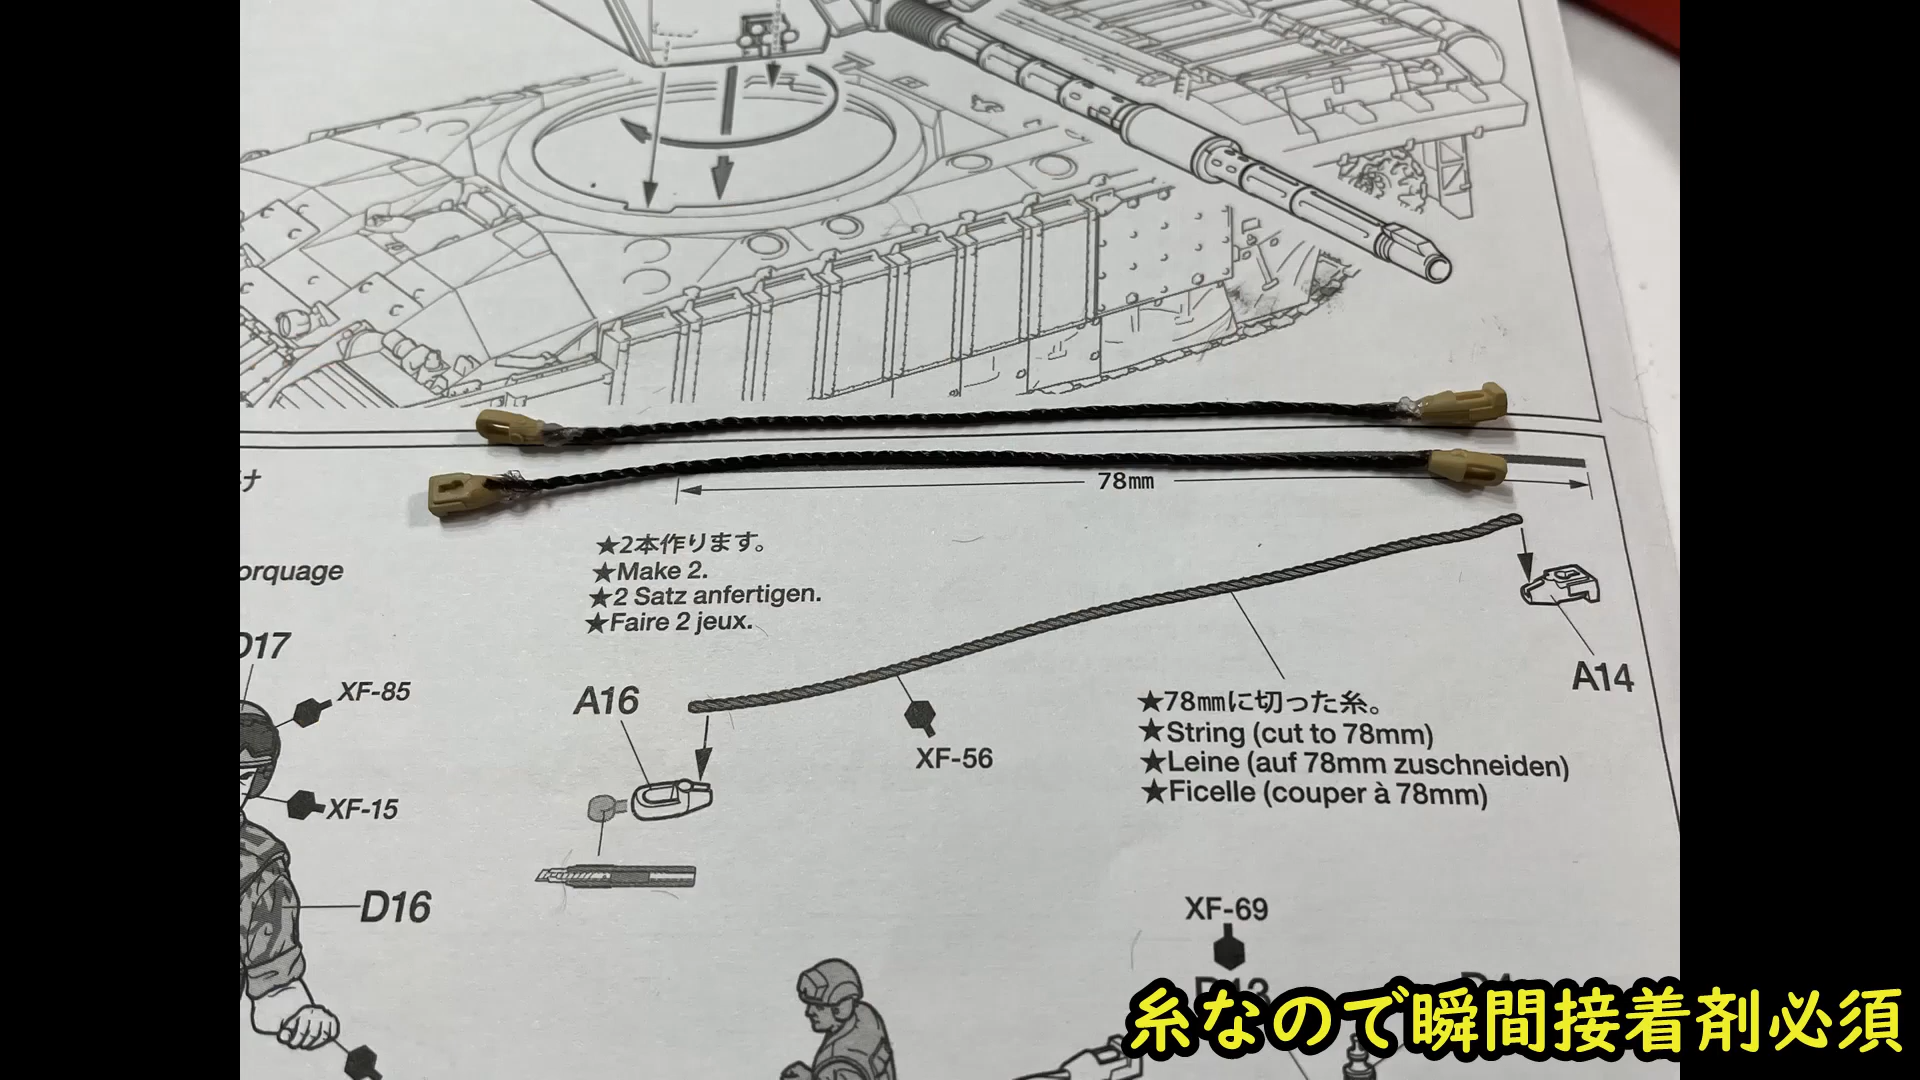 78mm
★2本作ります。
★Make 2.
★2 Satz anfertigen.
★Faire 2 jeux.
orquage
D17
XF-85
XF-15
D16
A16
XF-56
A14
★78mmに切った糸。
★String (cut to 78mm)
★Leine (auf 78mm zuschneiden)
★Ficelle (couper à 78mm)
XF-69
糸なので瞬間接着剤必須